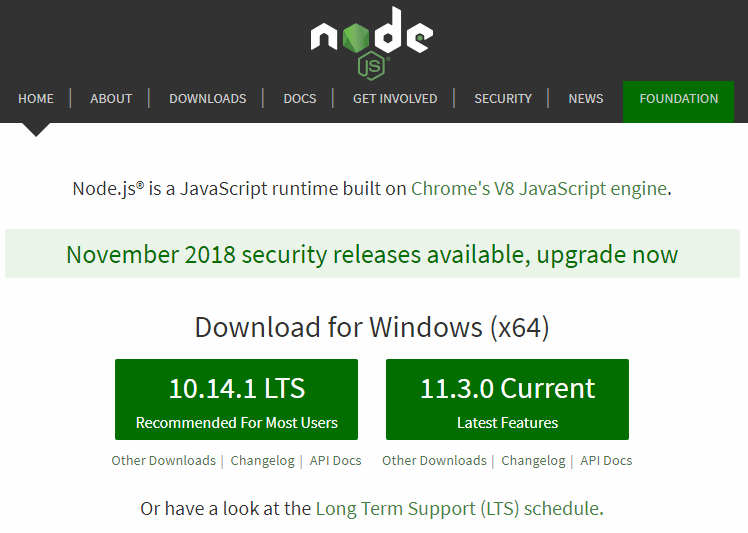 node
JS®
HOME | ABOUT | DOWNLOADS | DOCS | GET INVOLVED | SECURITY | NEWS FOUNDATION
Node.js® is a JavaScript runtime built on Chrome's V8 JavaScript engine.
November 2018 security releases available, upgrade now
Download for Windows (x64)
10.14.1 LTS 11.3.0 Current
Recommended For Most Users Latest Features
Other Downloads | Changelog | API Docs Other Downloads | Changelog | API Docs
Or have a look at the Long Term Support (LTS) schedule.